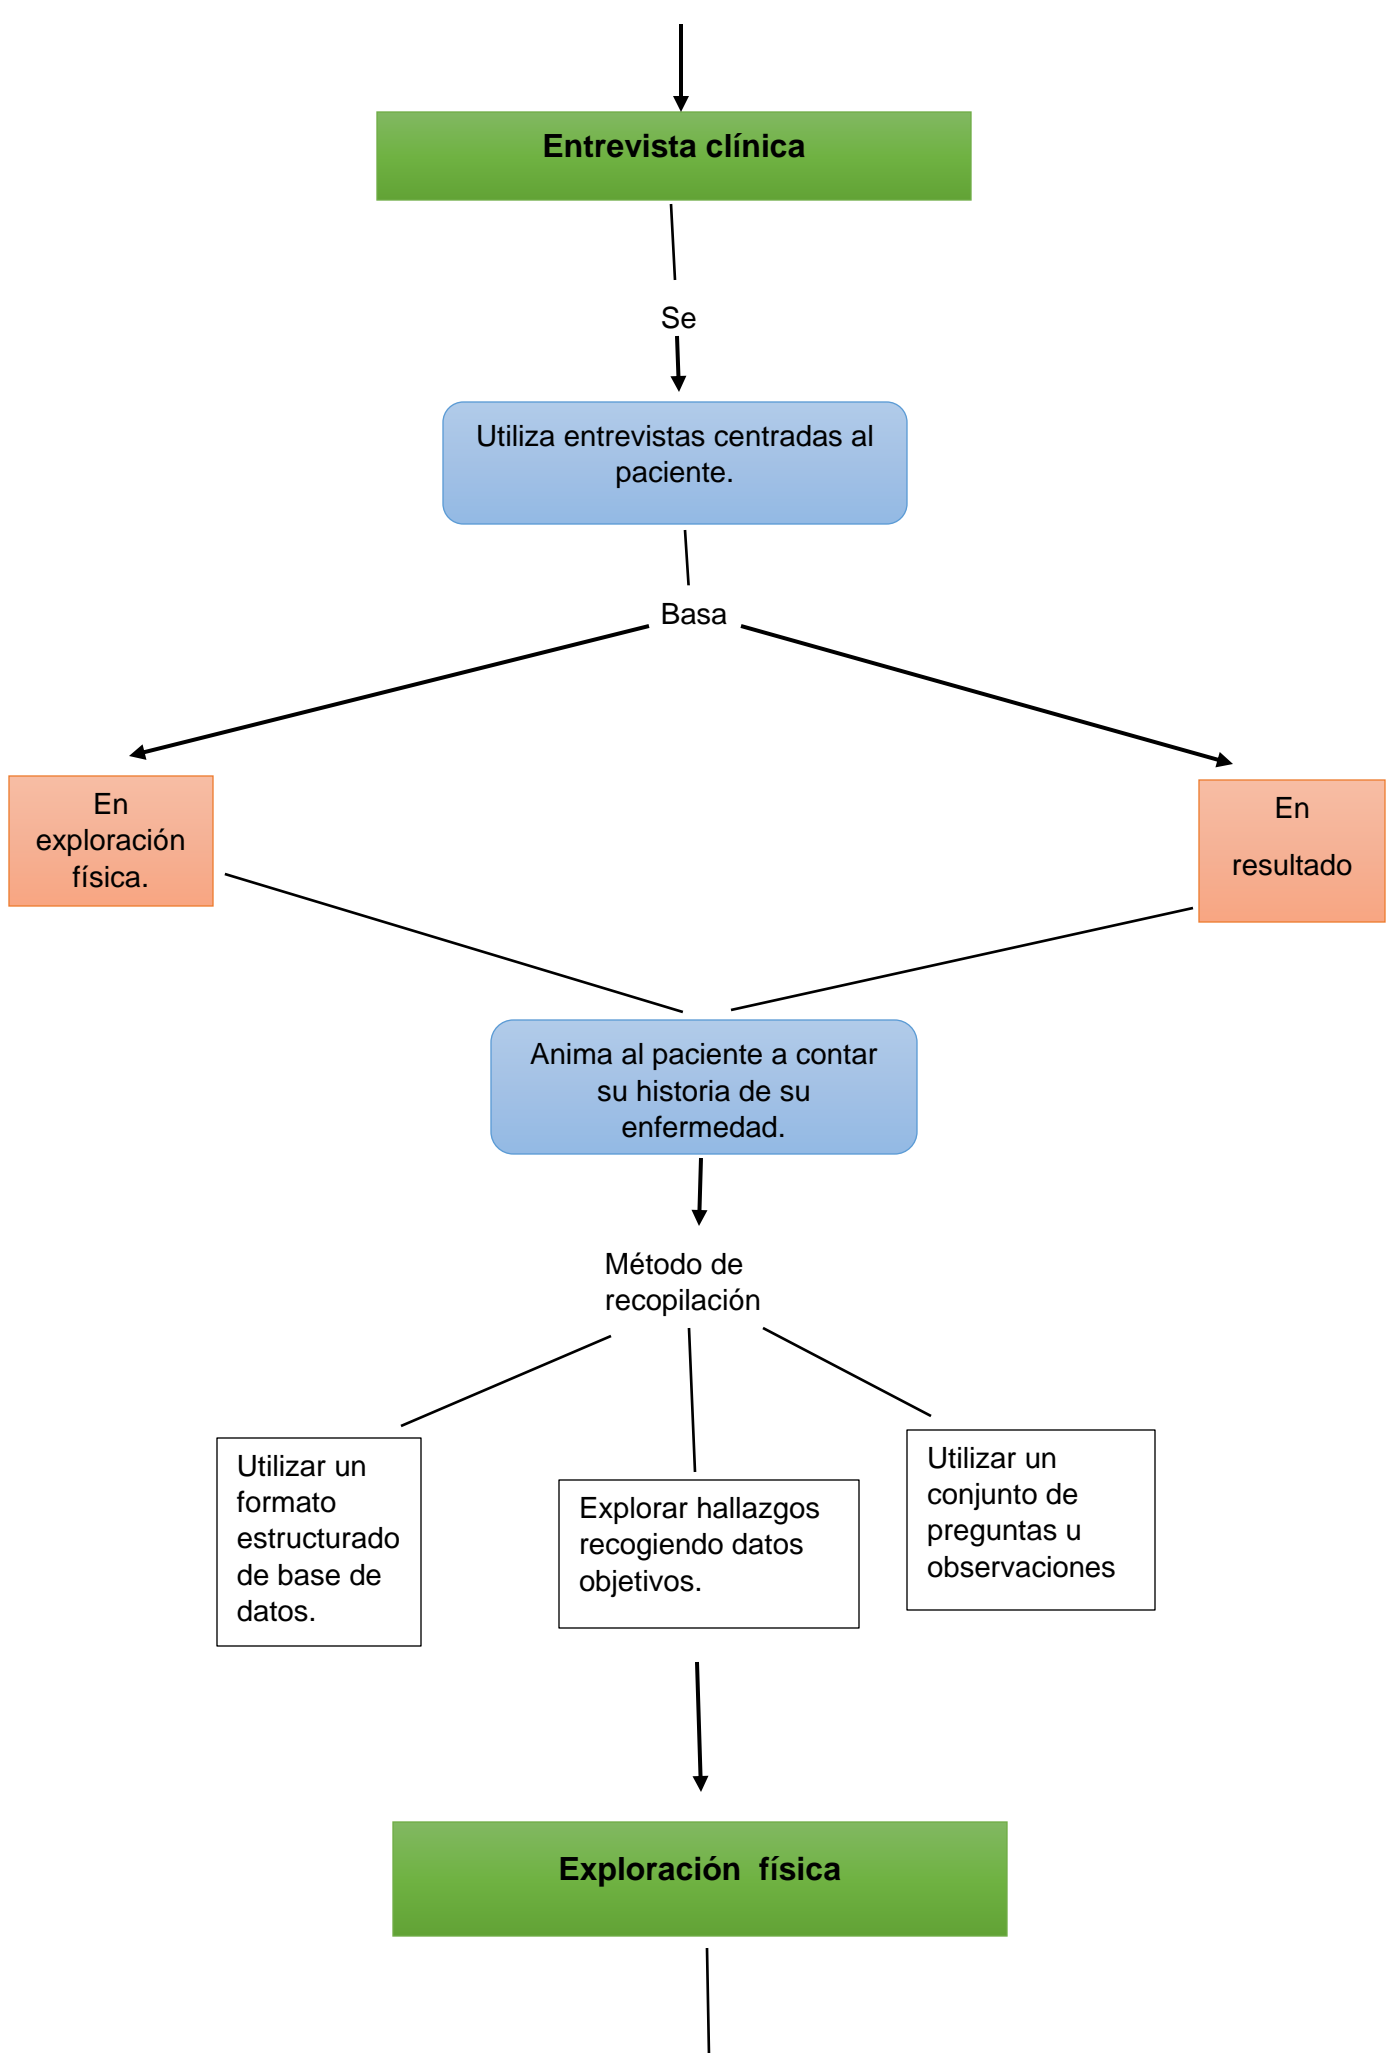 Entrevista clínica
Se
Utiliza entrevistas centradas al
paciente.
Basa
En
exploración
física.
En
resultado
Anima al paciente a contar
su historia de su
enfermedad.
Método de
recopilación
Utilizar un
formato
estructurado
de base de
datos.
Explorar hallazgos
recogiendo datos
objetivos.
Utilizar un
conjunto de
preguntas u
observaciones
Exploración  física